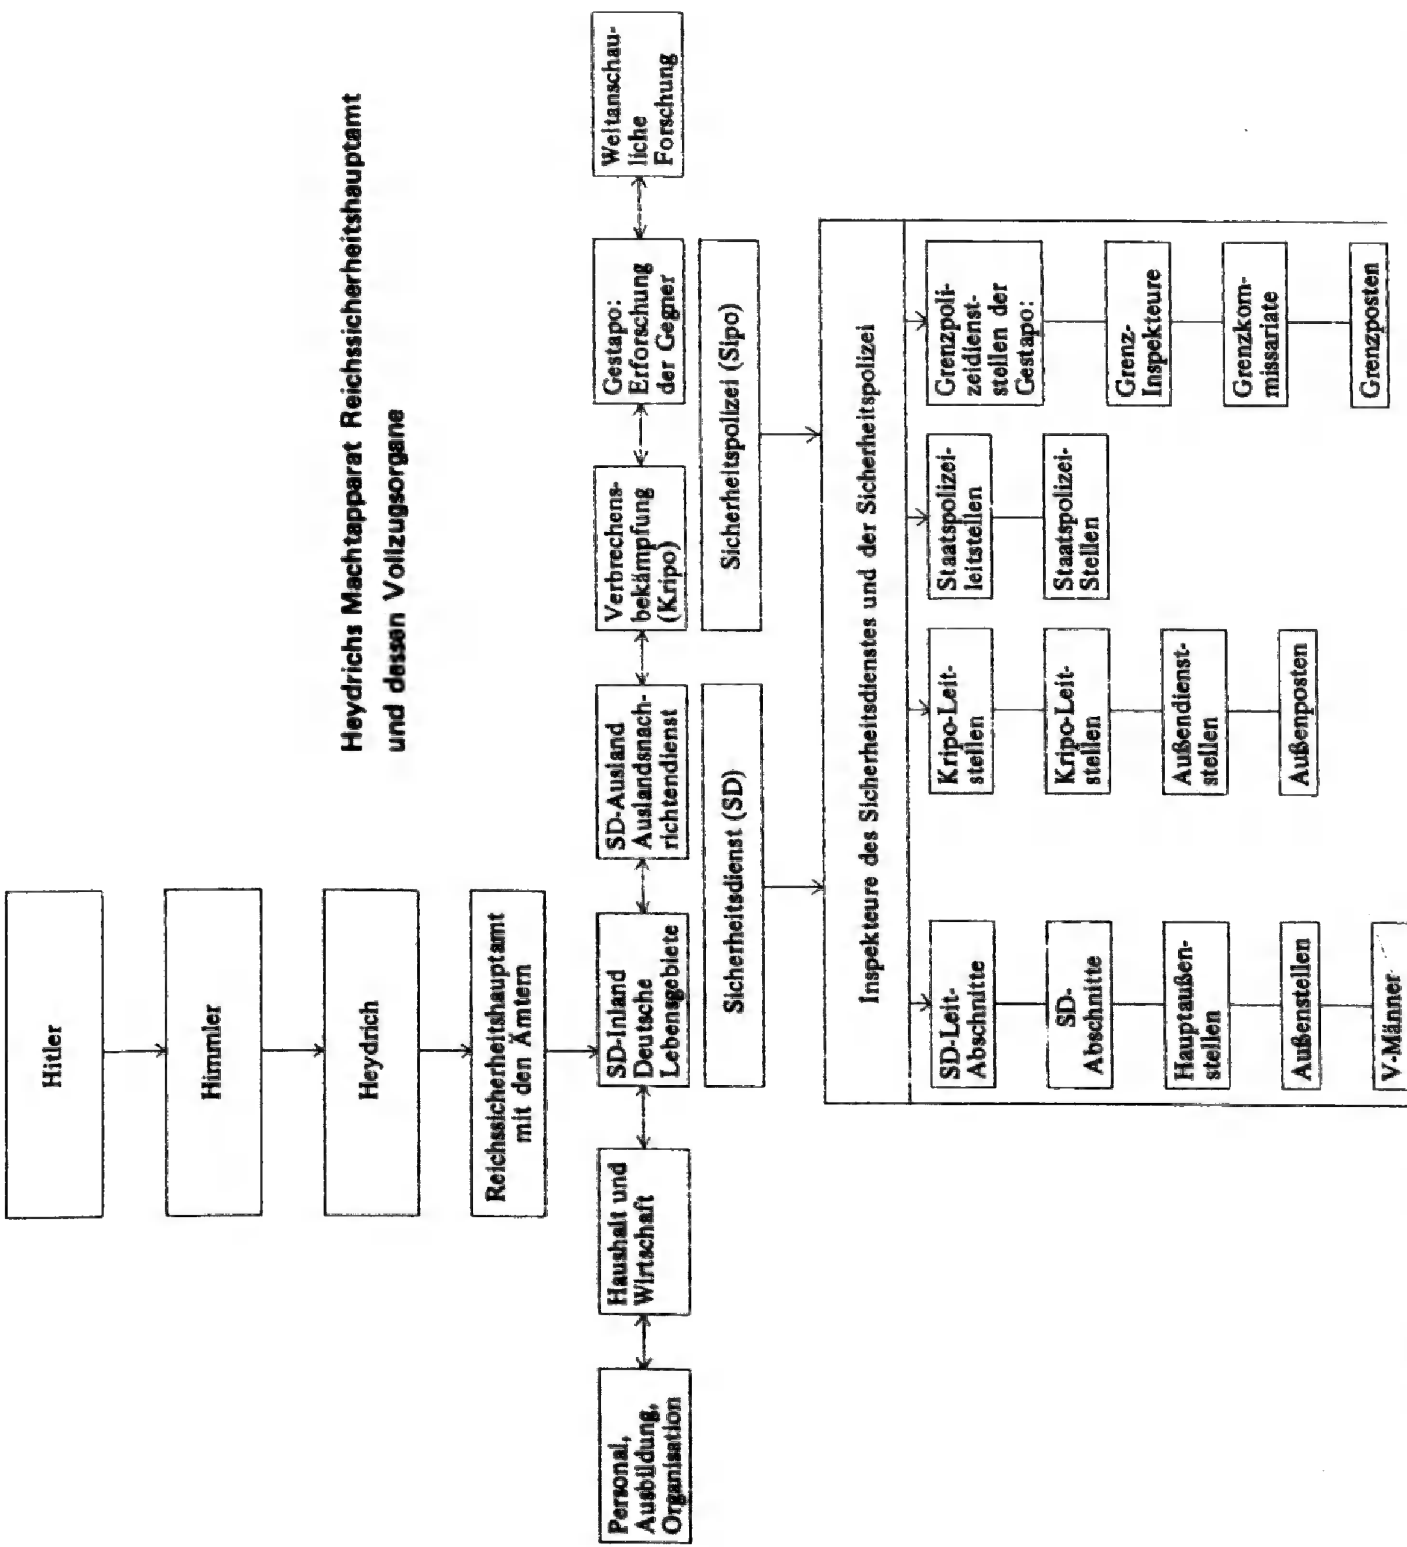 Heydrichs Machtapparat Reichssicherheitshauptamt
und dessen Vollzugsorgane
Hitler
Himmler
Heydrich
Reichssicherheitshauptamt
mit den Ämtern
Personal,
Ausbildung,
Organisation
Haushalt und
Wirtschaft
SD-Inland
Deutsche
Lebensgebiete
SD-Ausland
Auslandsnach-
richtendienst
Verbrechens-
bekämpfung
(Kripo)
Gestapo:
Erforschung
der Gegner
Weltanschau-
liche
Forschung
Sicherheitsdienst (SD)
Sicherheitspolizei (Sipo)
Inspekteure des Sicherheitsdienstes und der Sicherheitspolizei
SD-Leit-
Abschnitte
SD-
Abschnitte
Hauptaußen-
stellen
Außenstellen
V-Männer
Kripo-Leit-
stellen
Kripo-Leit-
stellen
Außendienst-
stellen
Außenposten
Staatspolizei-
leitstellen
Staatspolizei-
Stellen
Grenzpoli-
zeidienst-
stellen der
Gestapo:
Grenz-
Inspekteure
Grenzkom-
missariate
Grenzposten